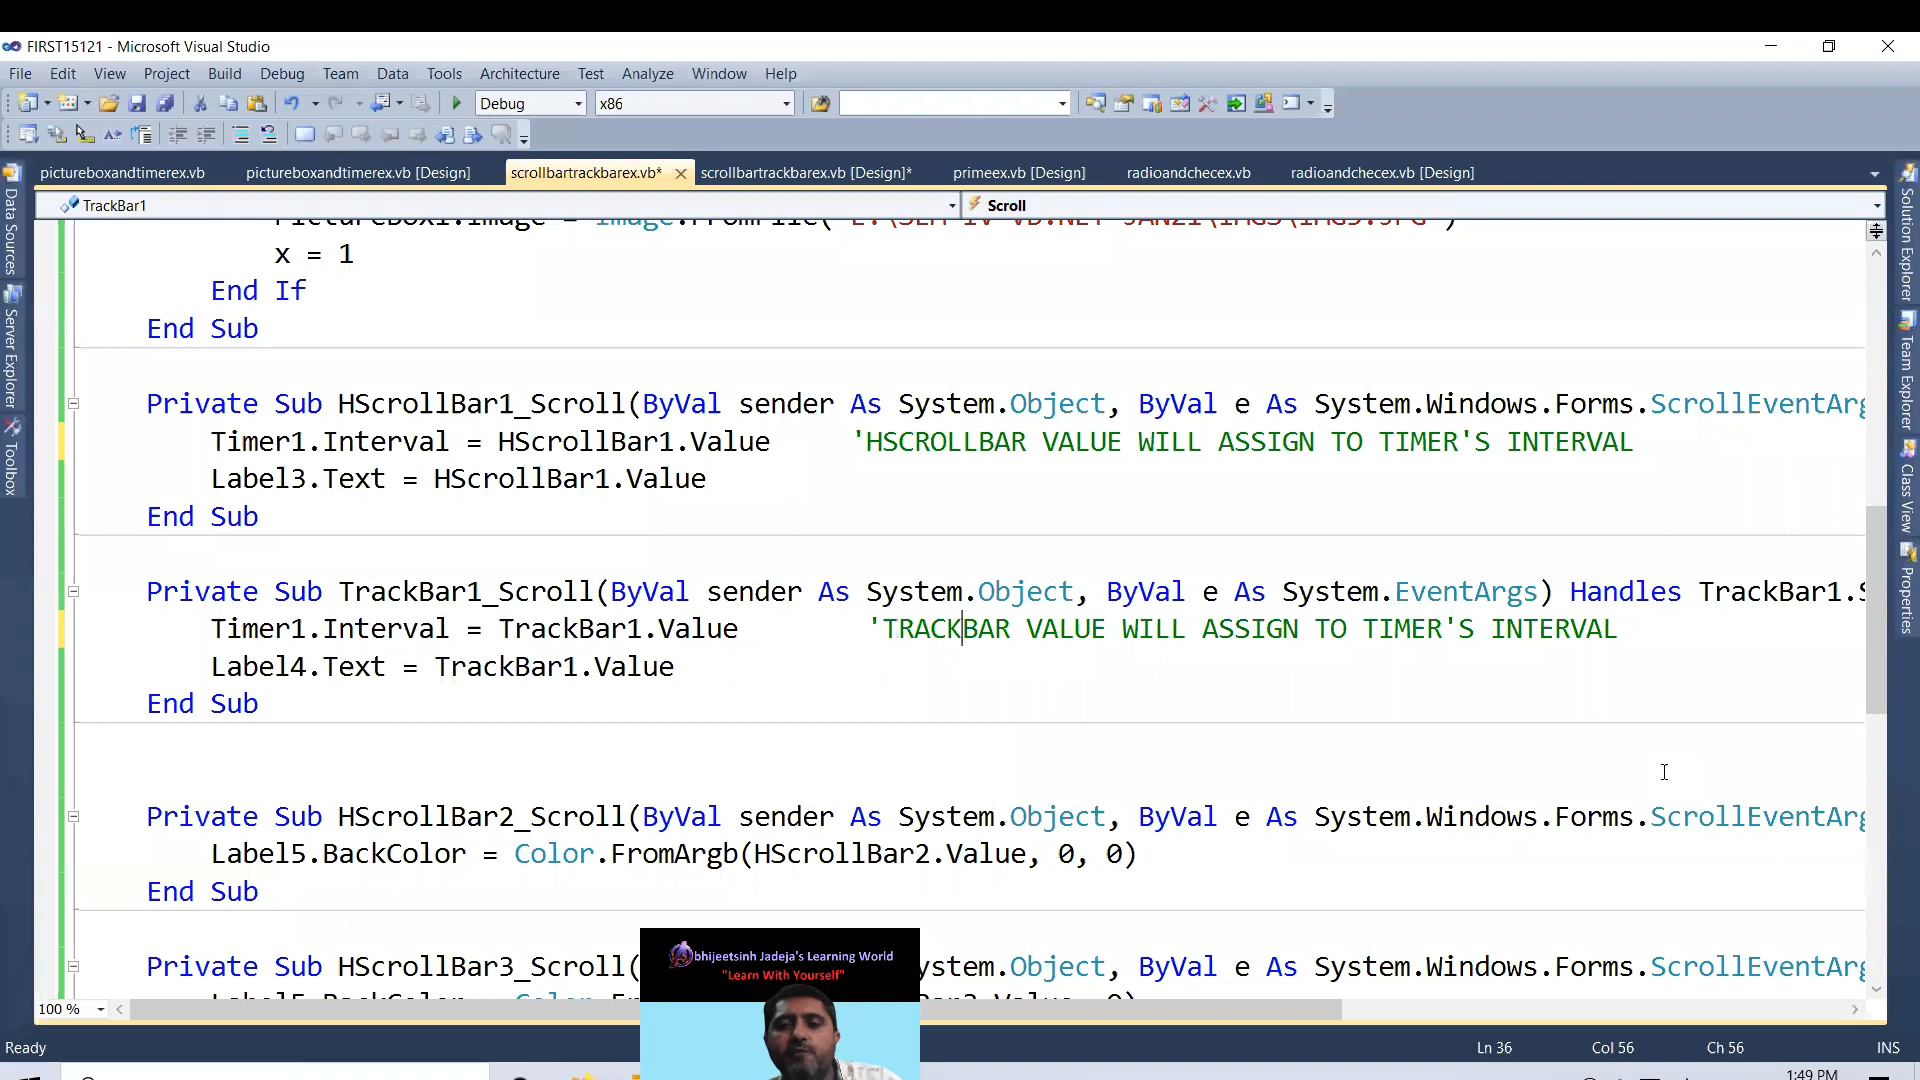 FIRST15121 - Microsoft Visual Studio
File Edit View Project Build Debug Team Data Tools Architecture Test Analyze Window Help
Debug x86
pictureboxandtimerex.vb pictureboxandtimerex.vb [Design] scrollbartrackbarex.vb* scrollbartrackbarex.vb [Design]* primeex.vb [Design] radioandchecex.vb radioandchecex.vb [Design]
TrackBar1 Scroll
x = 1
End If
End Sub
Private Sub HScrollBar1_Scroll(ByVal sender As System.Object, ByVal e As System.Windows.Forms.ScrollEventArg
Timer1.Interval = HScrollBar1.Value 'HSCROLLBAR VALUE WILL ASSIGN TO TIMER'S INTERVAL
Label3.Text = HScrollBar1.Value
End Sub
Private Sub TrackBar1_Scroll(ByVal sender As System.Object, ByVal e As System.EventArgs) Handles TrackBar1.S
Timer1.Interval = TrackBar1.Value 'TRACKBAR VALUE WILL ASSIGN TO TIMER'S INTERVAL
Label4.Text = TrackBar1.Value
End Sub
Private Sub HScrollBar2_Scroll(ByVal sender As System.Object, ByVal e As System.Windows.Forms.ScrollEventArg
Label5.BackColor = Color.FromArgb(HScrollBar2.Value, 0, 0)
End Sub
Private Sub HScrollBar3_Scroll( ystem.Object, ByVal e As System.Windows.Forms.ScrollEventArg
Data Sources
Server Explorer
Toolbox
Solution Explorer
Team Explorer
Class View
Properties
bhijeetsinh Jadeja's Learning World
"Learn With Yourself"
100 %
Ready Ln 36 Col 56 Ch 56 INS
1:49 PM